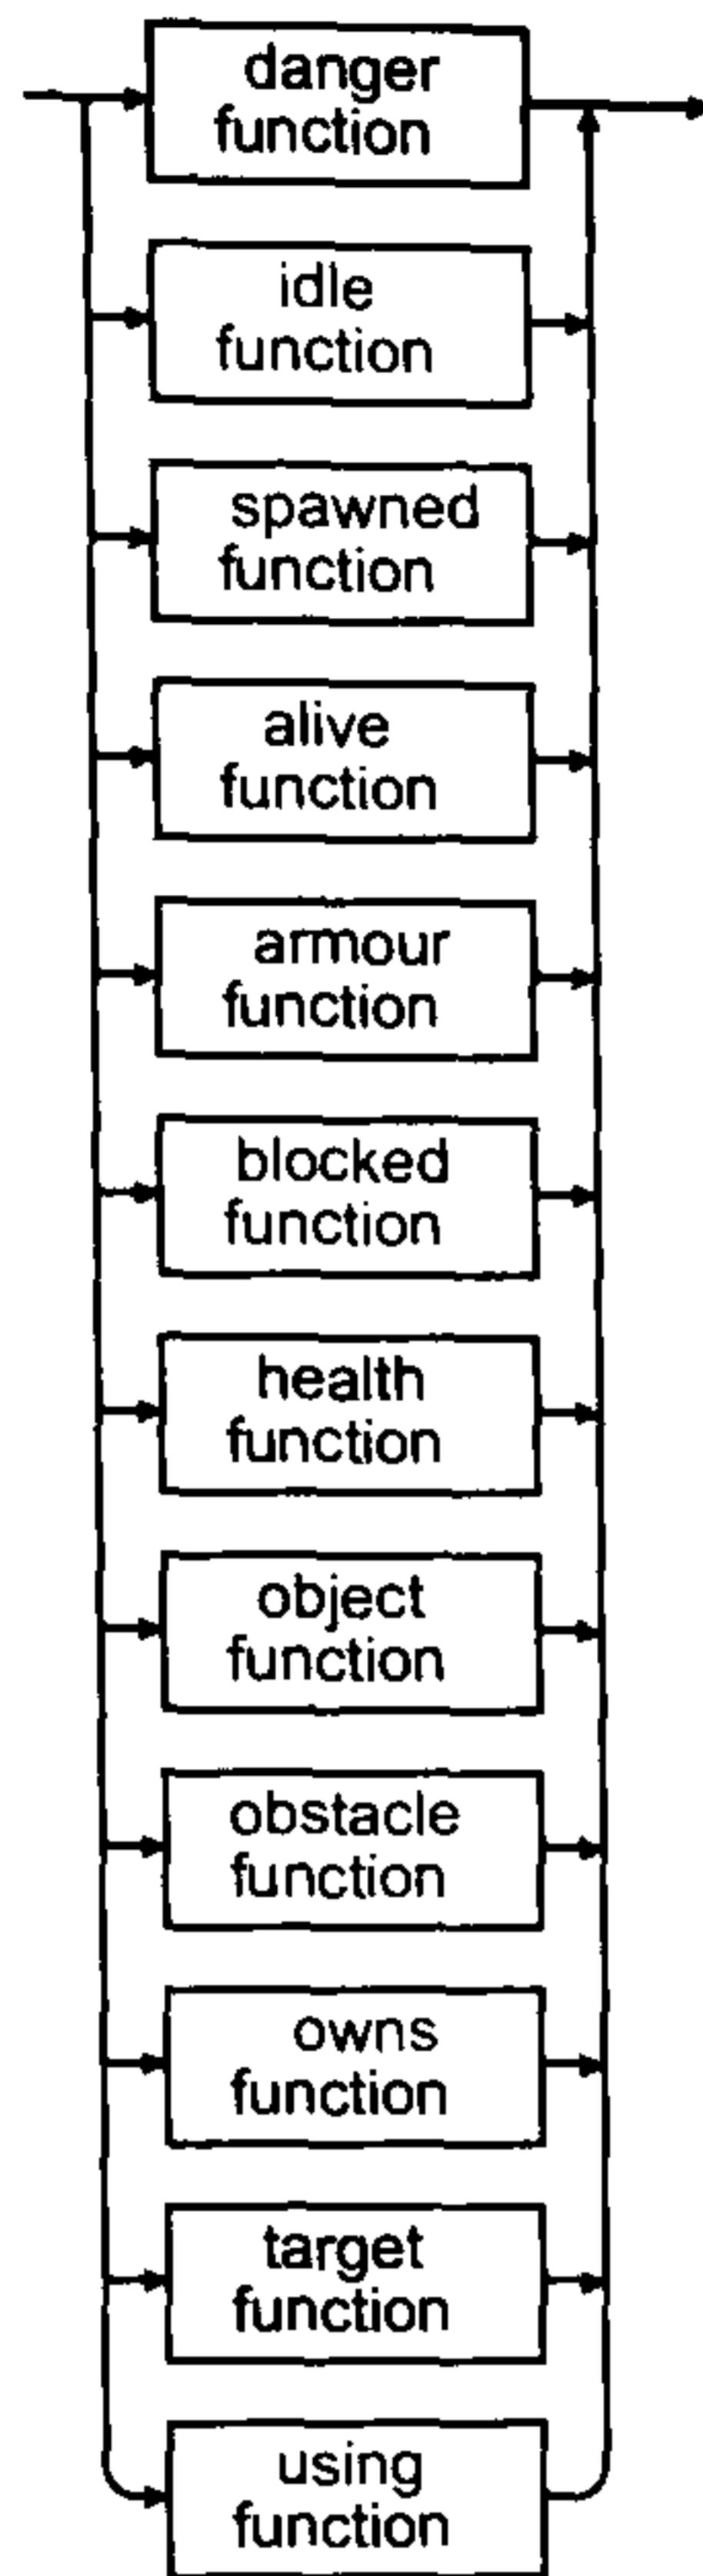 danger
function
idle
function
spawned
function
alive
function
armour
function
blocked
function
health
function
object
function
obstacle
function
owns
function
target
function
using
function